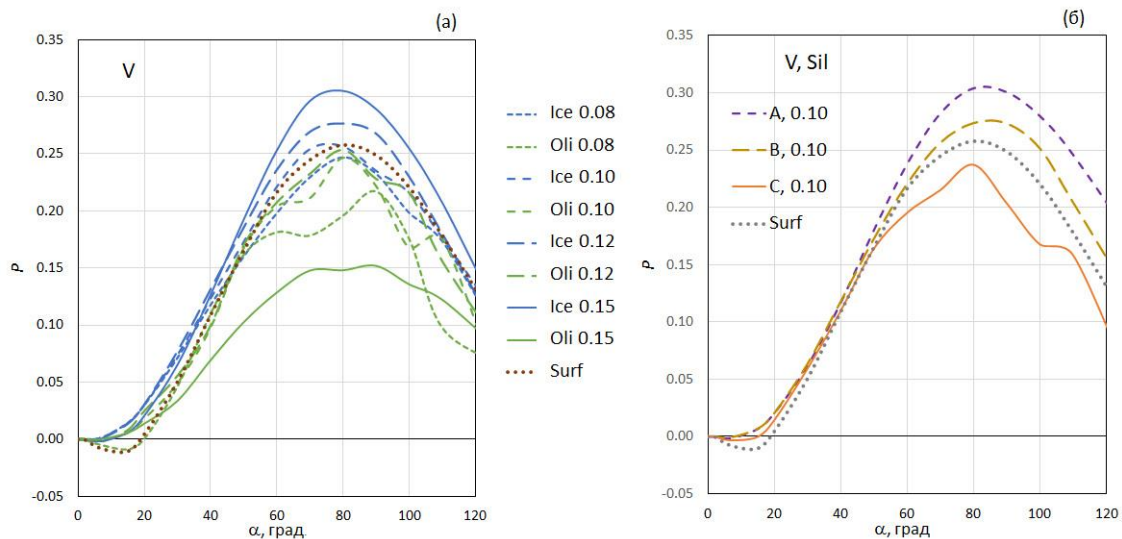 (а)
V
0.35
0.30
0.25
0.20
0.15
0.10
0.05
0.00
-0.05
P
0 20 40 60 80 100 120
α, град
Ice 0.08
Oli 0.08
Ice 0.10
Oli 0.10
Ice 0.12
Oli 0.12
Ice 0.15
Oli 0.15
Surf
(б)
V, Sil
0.35
0.30
0.25
0.20
0.15
0.10
0.05
0.00
-0.05
P
A, 0.10
B, 0.10
C, 0.10
Surf
0 20 40 60 80 100 120
α, град